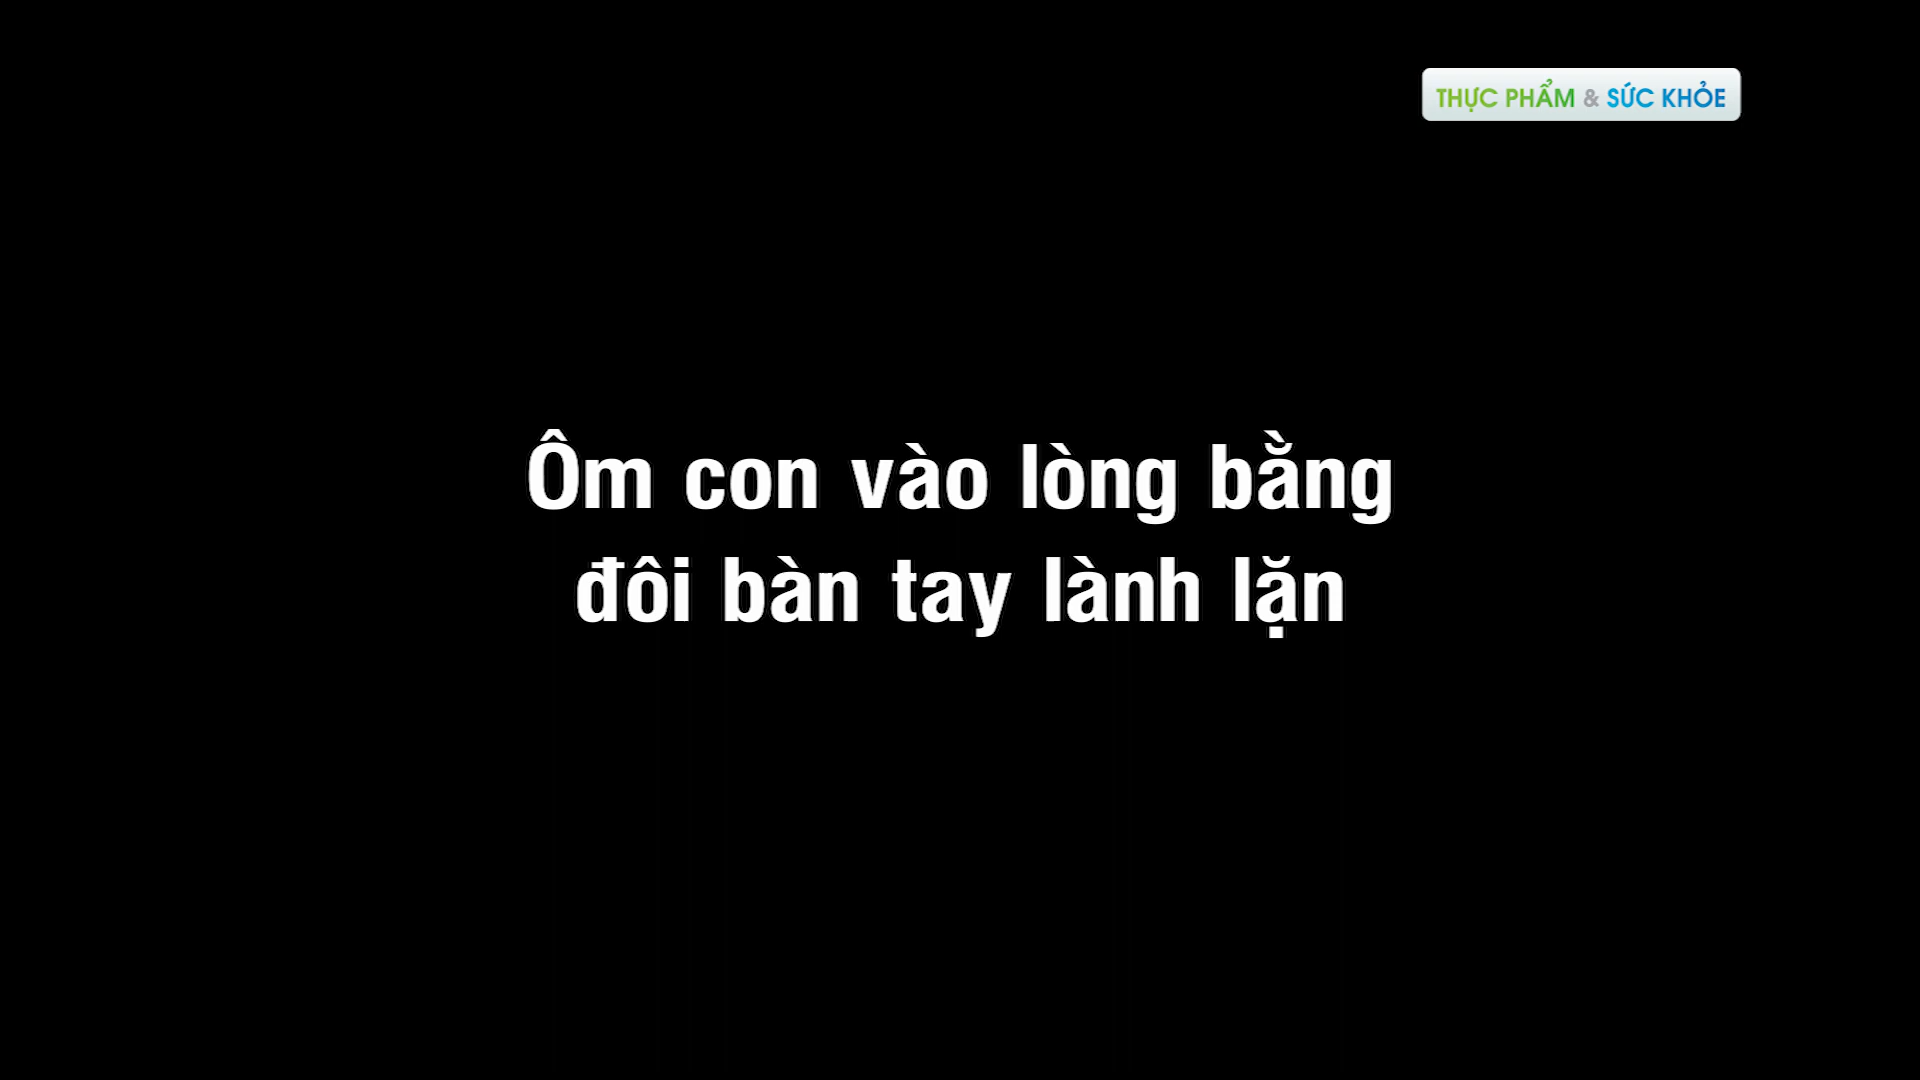 THỰC PHẨM & SỨC KHỎE
Ôm con vào lòng bằng
đôi bàn tay lành lặn